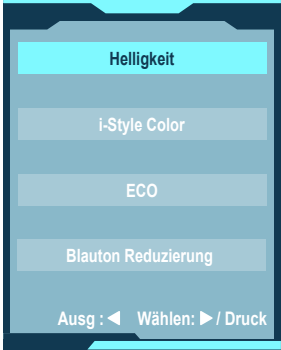 Helligkeit
i-Style Color
ECO
Blauton Reduzierung
Ausg : ◀ Wählen: ▶ / Druck